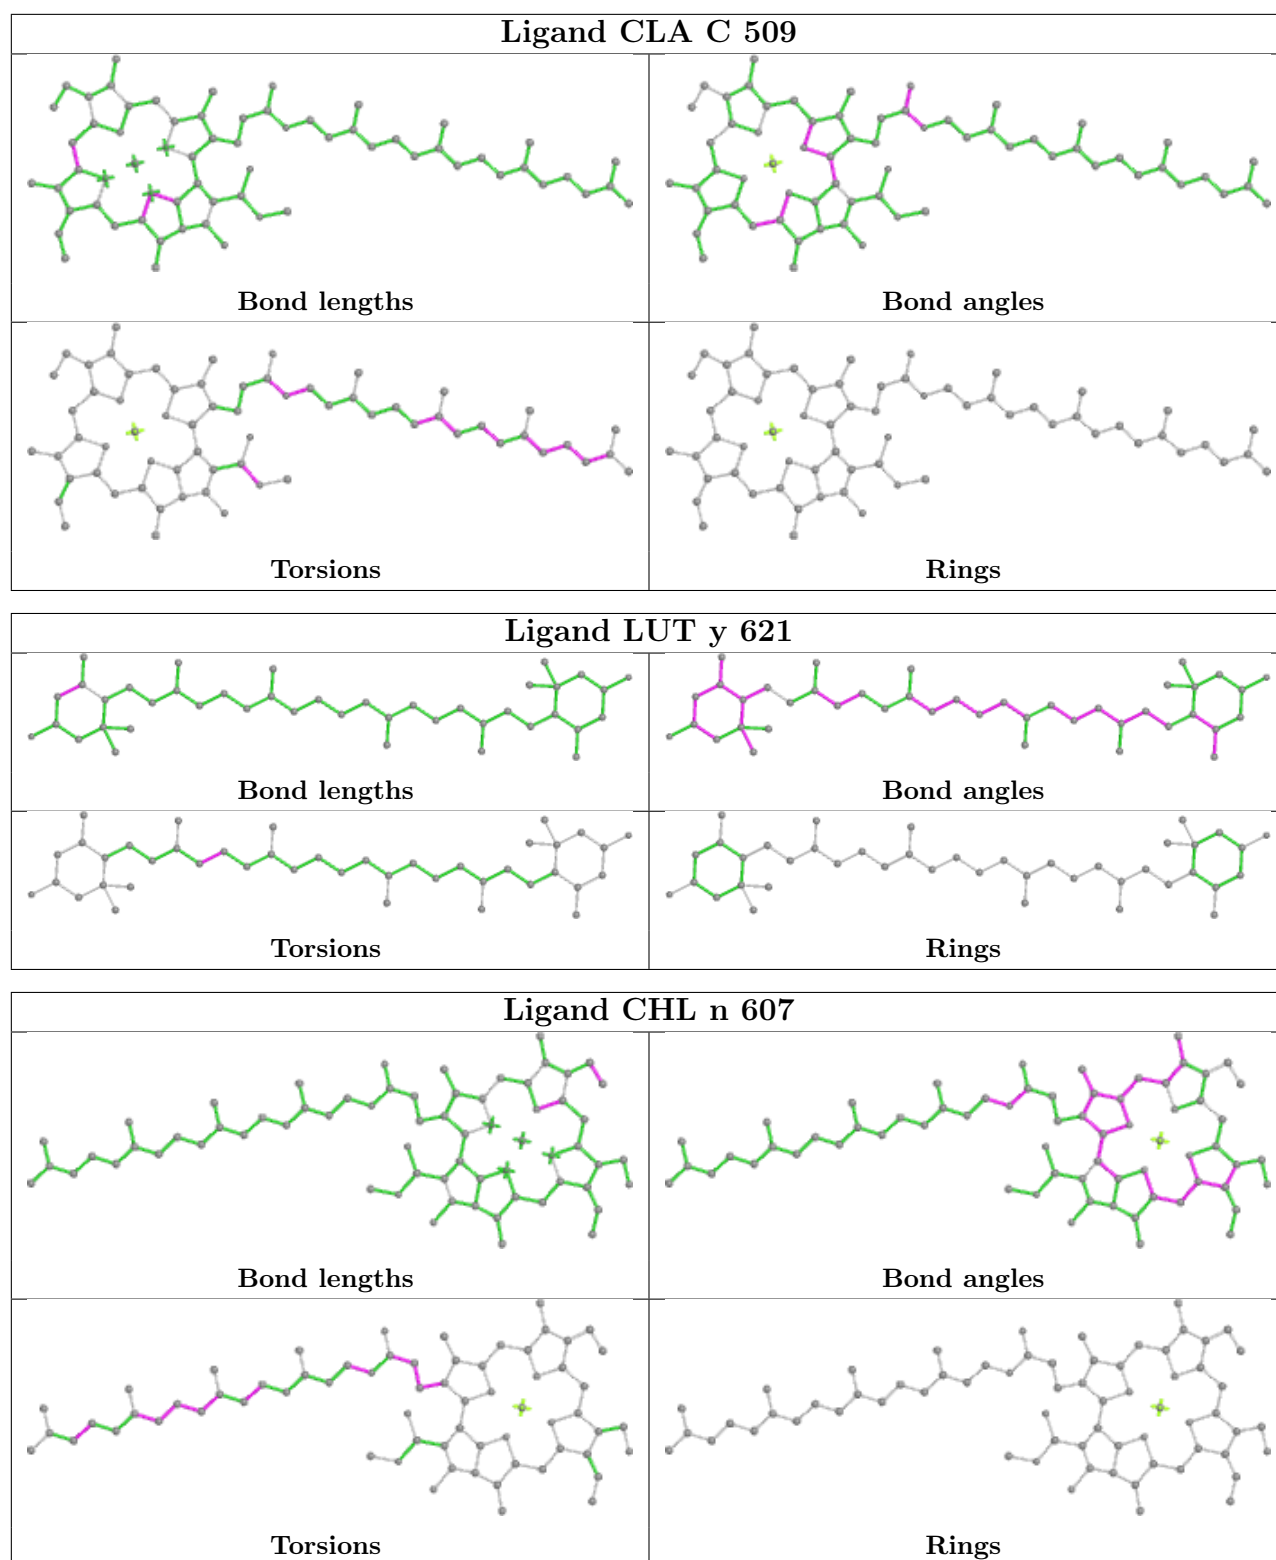 Ligand CLA C 509
Bond lengths
Bond angles
Torsions
Rings
Ligand LUT y 621
Bond lengths
Bond angles
Torsions
Rings
Ligand CHL n 607
Bond lengths
Bond angles
Torsions
Rings